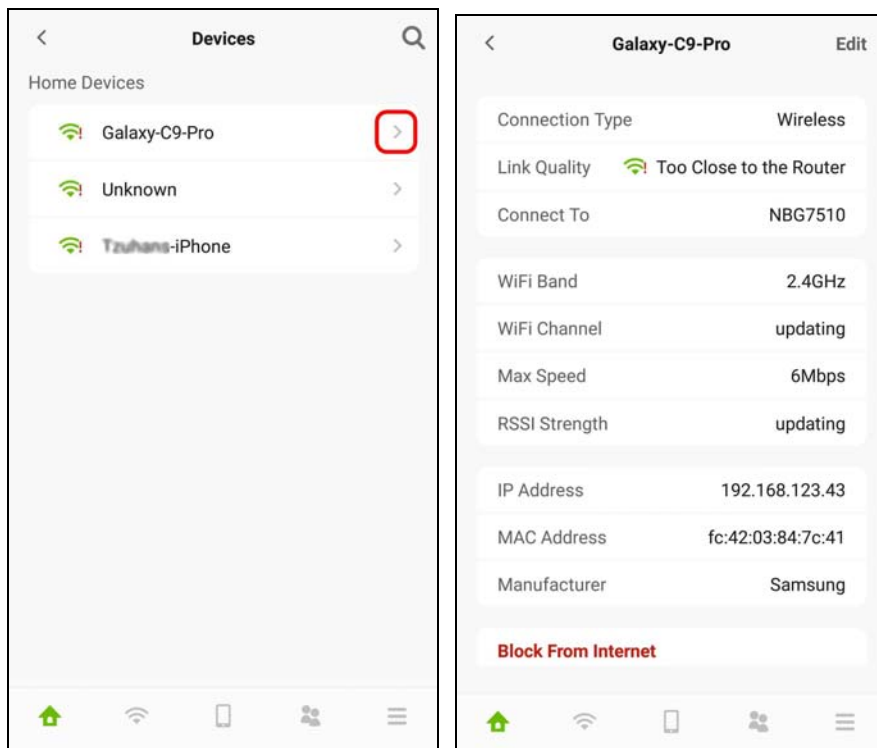 Devices
Home Devices
Galaxy-C9-Pro
Unknown
-iPhone
Galaxy-C9-Pro Edit
Connection Type Wireless
Link Quality Too Close to the Router
Connect To NBG7510
WiFi Band 2.4GHz
WiFi Channel updating
Max Speed 6Mbps
RSSI Strength updating
IP Address 192.168.123.43
MAC Address fc:42:03:84:7c:41
Manufacturer Samsung
Block From Internet